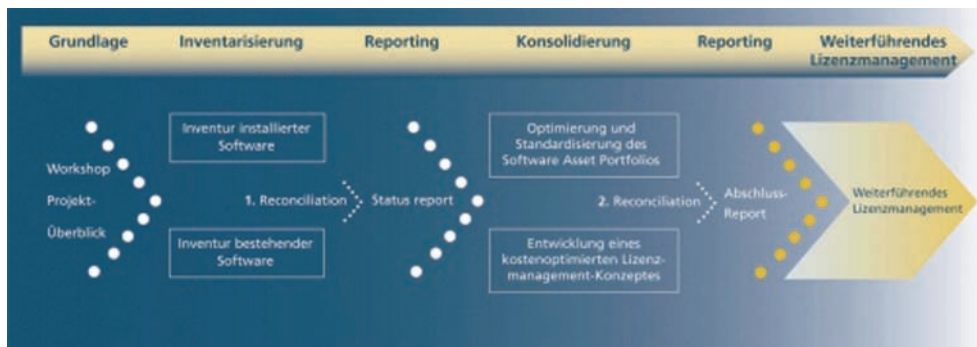 Grundlage
Inventarisierung
Reporting
Konsolidierung
Reporting
Weiterführendes
Lizenzmanagement
Workshop
Projekt-
Überblick
Inventur installierter
Software
1. Reconciliation
Inventur bestehender
Software
Status report
Optimierung und
Standardisierung des
Software Asset Portfolios
2. Reconciliation
Entwicklung eines
kostenoptimierten Lizenz-
management-Konzeptes
Abschluss-
Report
Weiterführendes
Lizenzmanagement